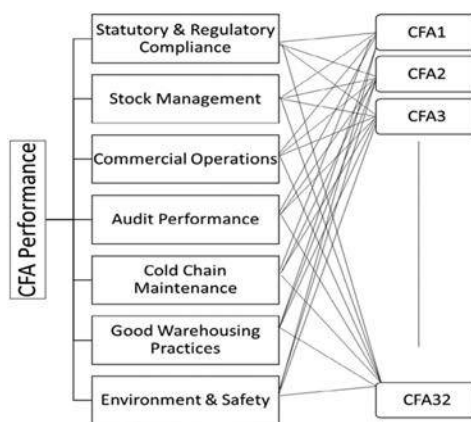 CFA Performance
Statutory & Regulatory
Compliance
Stock Management
Commercial Operations
Audit Performance
Cold Chain
Maintenance
Good Warehousing
Practices
Environment & Safety
CFA1
CFA2
CFA3
CFA32